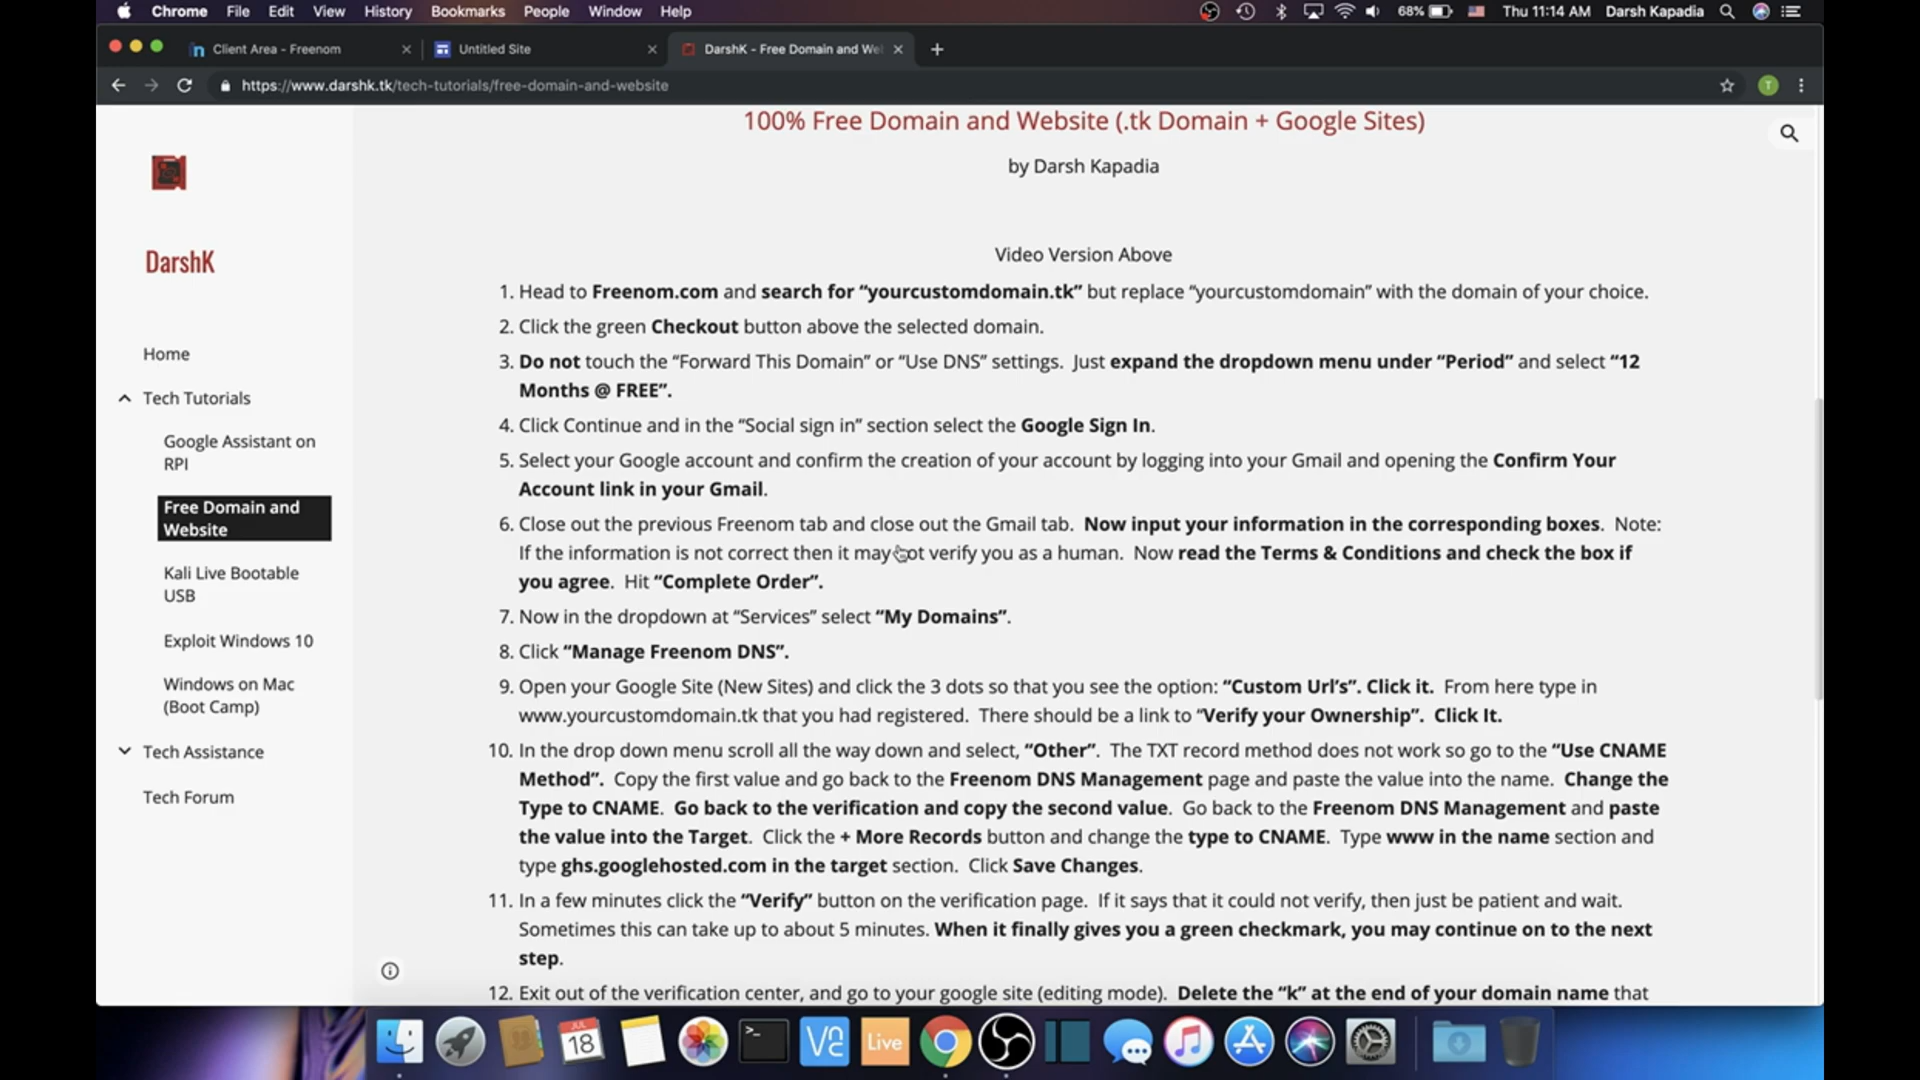 Chrome File Edit View History Bookmarks People Window Help 68% Thu 11:14 AM Darsh Kapadia
Client Area - Freenom Untitled Site DarshK - Free Domain and We
https://www.darshk.tk/tech-tutorials/free-domain-and-website T
DarshK
Home
Tech Tutorials
Google Assistant on
RPI
Free Domain and
Website
Kali Live Bootable
USB
Exploit Windows 10
Windows on Mac
(Boot Camp)
Tech Assistance
Tech Forum
100% Free Domain and Website (.tk Domain + Google Sites)
by Darsh Kapadia
Video Version Above
1. Head to Freenom.com and search for “yourcustomdomain.tk” but replace “yourcustomdomain” with the domain of your choice.
2. Click the green Checkout button above the selected domain.
3. Do not touch the “Forward This Domain” or “Use DNS” settings. Just expand the dropdown menu under “Period” and select “12
Months @ FREE”.
4. Click Continue and in the “Social sign in” section select the Google Sign In.
5. Select your Google account and confirm the creation of your account by logging into your Gmail and opening the Confirm Your
Account link in your Gmail.
6. Close out the previous Freenom tab and close out the Gmail tab. Now input your information in the corresponding boxes. Note:
If the information is not correct then it may not verify you as a human. Now read the Terms & Conditions and check the box if
you agree. Hit “Complete Order”.
7. Now in the dropdown at “Services” select “My Domains”.
8. Click “Manage Freenom DNS”.
9. Open your Google Site (New Sites) and click the 3 dots so that you see the option: “Custom Url’s”. Click it. From here type in
www.yourcustomdomain.tk that you had registered. There should be a link to “Verify your Ownership”. Click It.
10. In the drop down menu scroll all the way down and select, “Other”. The TXT record method does not work so go to the “Use CNAME
Method”. Copy the first value and go back to the Freenom DNS Management page and paste the value into the name. Change the
Type to CNAME. Go back to the verification and copy the second value. Go back to the Freenom DNS Management and paste
the value into the Target. Click the + More Records button and change the type to CNAME. Type www in the name section and
type ghs.googlehosted.com in the target section. Click Save Changes.
11. In a few minutes click the “Verify” button on the verification page. If it says that it could not verify, then just be patient and wait.
Sometimes this can take up to about 5 minutes. When it finally gives you a green checkmark, you may continue on to the next
step.
12. Exit out of the verification center, and go to your google site (editing mode). Delete the “k” at the end of your domain name that
JUL
18
Live